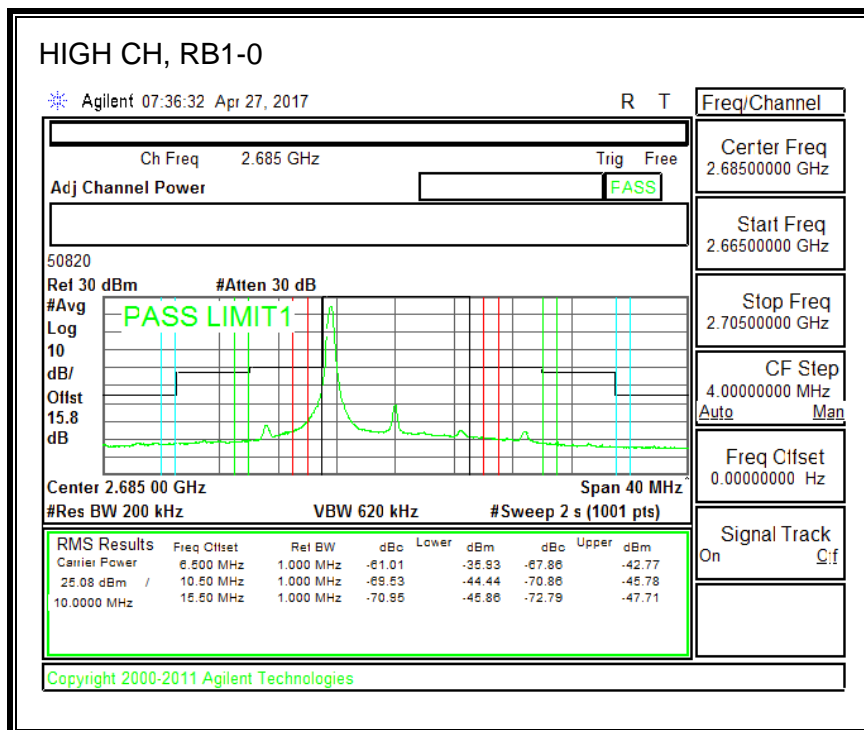 HIGH CH, RB1-0
Agilent 07:36:32 Apr 27, 2017 R T
Freq/Channel
Ch Freq 2.685 GHz Trig Free
Adj Channel Power PASS
Center Freq
2.68500000 GHz
Start Freq
2.66500000 GHz
Stop Freq
2.70500000 GHz
CF Step
4.00000000 MHz
Auto Man
Freq Offset
0.00000000 Hz
Signal Track
On Off
50820
Ref 30 dBm #Atten 30 dB
#Avg
Log
10
dB/
Offst
15.8
dB
PASS LIMIT1
Center 2.685 00 GHz Span 40 MHz
#Res BW 200 kHz VBW 620 kHz #Sweep 2 s (1001 pts)
RMS Results Freq Offset Ref BW dBc Lower dBm dBc Upper dBm
Carrier Power 6.500 MHz 1.000 MHz -61.01 -35.93 -67.86 -42.77
25.08 dBm / 10.50 MHz 1.000 MHz -69.53 -44.44 -70.86 -45.78
10.0000 MHz 15.50 MHz 1.000 MHz -70.95 -45.86 -72.79 -47.71
Copyright 2000-2011 Agilent Technologies